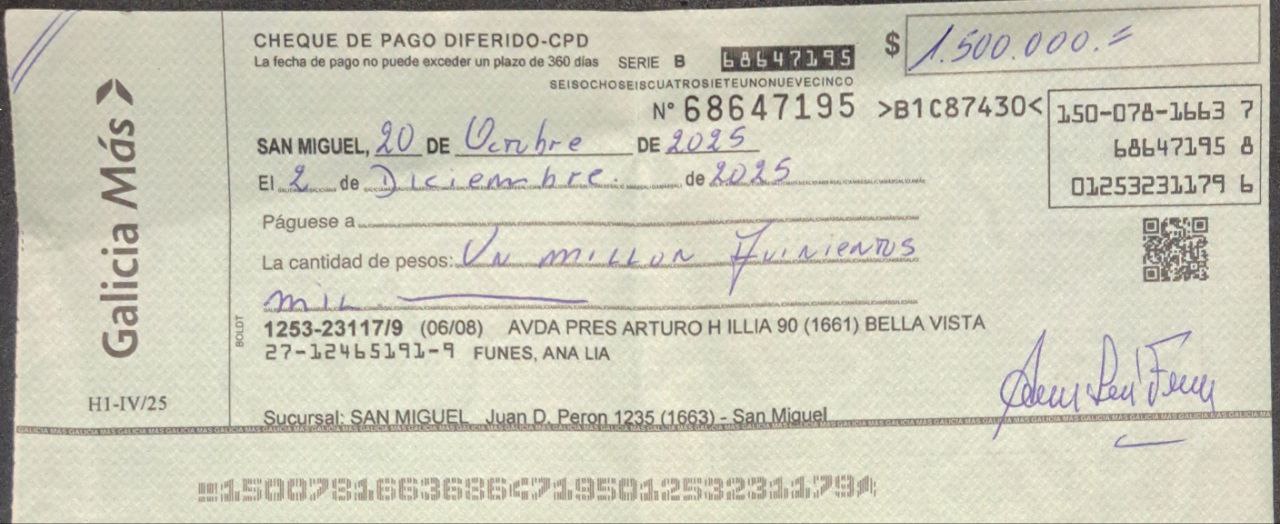 Galicia Más
H1-IV/25
CHEQUE DE PAGO DIFERIDO-CPD
La fecha de pago no puede exceder un plazo de 360 días SERIE B 68647195
$ 1.500.000.=
SEISOCHOSEISCUATROSIETEUNONUEVECINCO
N° 68647195 >B1C87430<
150-078-1663 7
68647195 8
01253231179 6
SAN MIGUEL, 20 DE Octubre DE 2025
El 2 de Diciembre. de 2025
Páguese a
La cantidad de pesos: Un millon Quinientos
mil
BOLDT
1253-23117/9 (06/08) AVDA PRES ARTURO H ILLIA 90 (1661) BELLA VISTA
27-12465191-9 FUNES, ANA LIA
Sucursal: SAN MIGUEL Juan D. Peron 1235 (1663) - San Miguel
15007816636864719501253231179